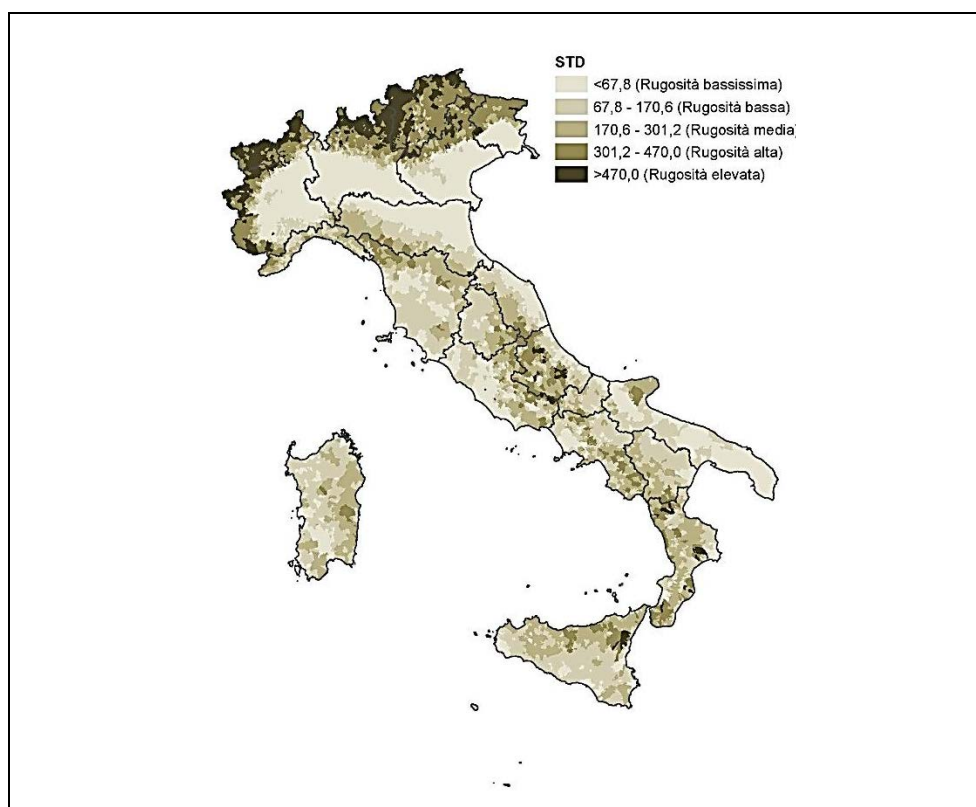 STD
<67,8 (Rugosità bassissima)
67,8 - 170,6 (Rugosità bassa)
170,6 - 301,2 (Rugosità media)
301,2 - 470,0 (Rugosità alta)
>470,0 (Rugosità elevata)